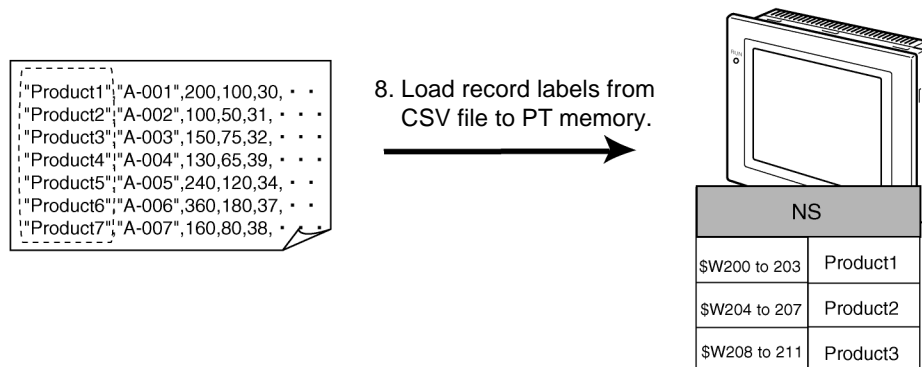 "Product1","A-001",200,100,30, · ·
"Product2","A-002",100,50,31, · · ·
"Product3","A-003",150,75,32, · · ·
"Product4","A-004",130,65,39, · · ·
"Product5","A-005",240,120,34, · ·
"Product6","A-006",360,180,37, · ·
"Product7","A-007",160,80,38, · · ·
8. Load record labels from
CSV file to PT memory.
RUN
NS
$W200 to 203 Product1
$W204 to 207 Product2
$W208 to 211 Product3